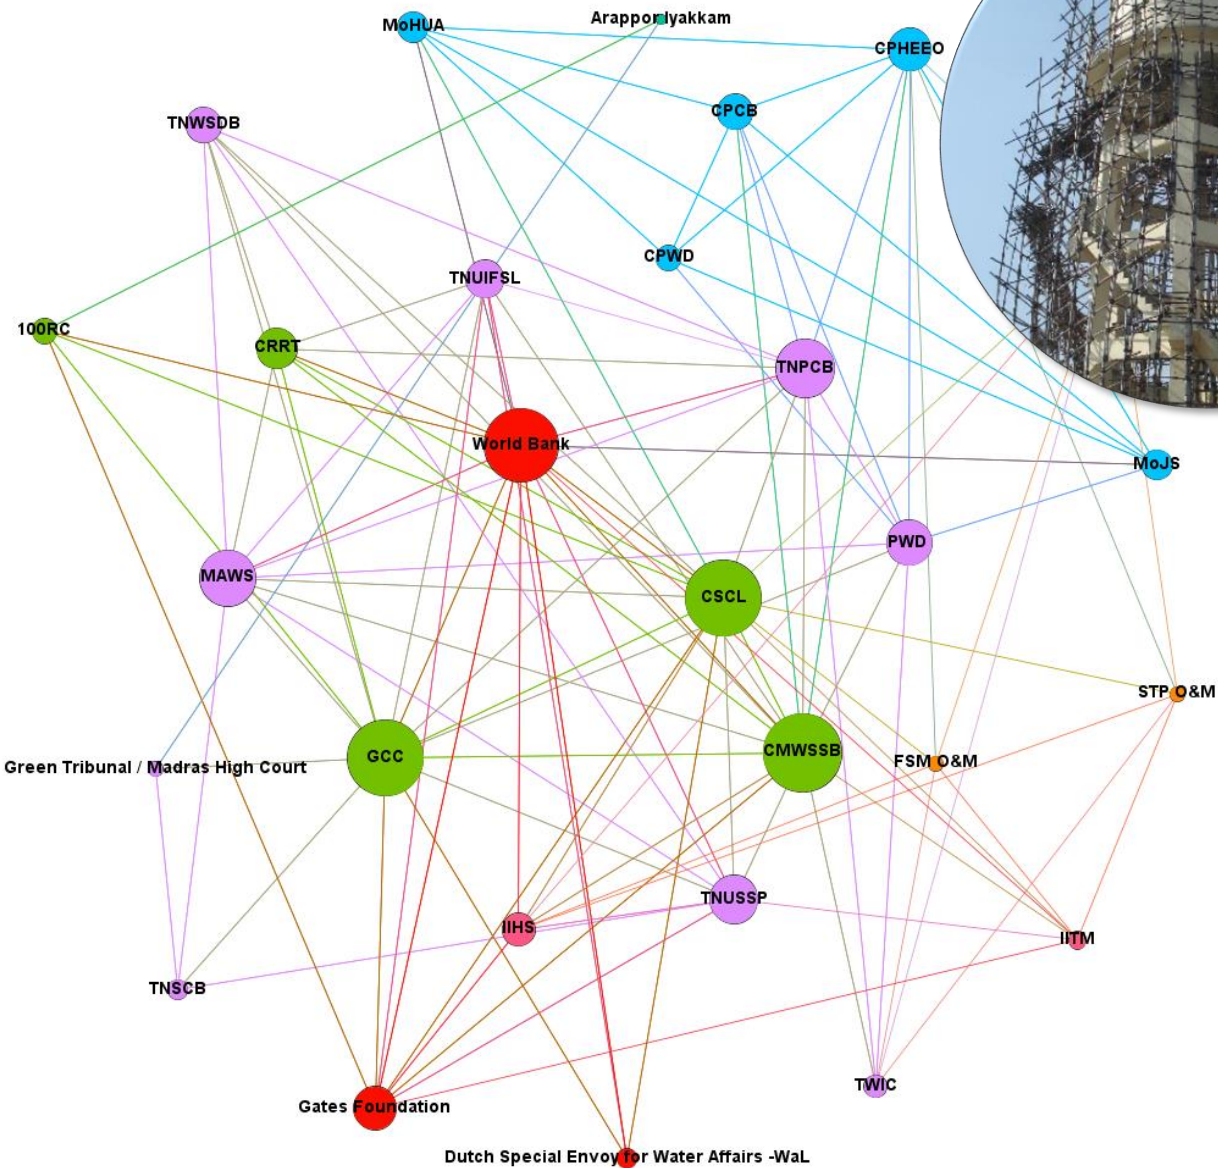 Arappor Iyakkam
MoHUA
CPHEEO
CPCB
TNWSDB
CPWD
TNUIFSL
100RC
CRRT
TNPCB
World Bank
MoJS
PWD
MAWS
CSCL
STP O&M
GCC
CMWSSB
FSM O&M
Green Tribunal / Madras High Court
TNUSSP
IIHS
IITM
TNSCB
TWIC
Gates Foundation
Dutch Special Envoy for Water Affairs -WaL